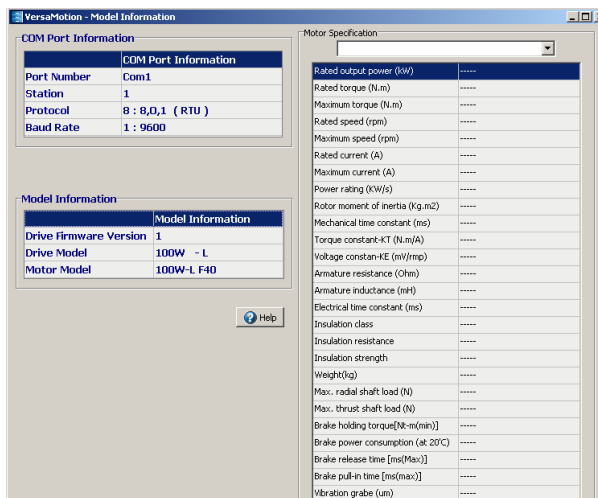 VersaMotion - Model Information
COM Port Information
COM Port Information
Port Number Com1
Station 1
Protocol 8 : 8,O,1 ( RTU )
Baud Rate 1 : 9600
Model Information
Model Information
Drive Firmware Version 1
Drive Model 100W - L
Motor Model 100W-L F40
Help
Motor Specification
Rated output power (kW) -----
Rated torque (N.m) -----
Maximum torque (N.m) -----
Rated speed (rpm) -----
Maximum speed (rpm) -----
Rated current (A) -----
Maximum current (A) -----
Power rating (KW/s) -----
Rotor moment of inertia (Kg.m2) -----
Mechanical time constant (ms) -----
Torque constant-KT (N.m/A) -----
Voltage constan-KE (mV/rmp) -----
Armature resistance (Ohm) -----
Armature inductance (mH) -----
Electrical time constant (ms) -----
Insulation class -----
Insulation resistance -----
Insulation strength -----
Weight(kg) -----
Max. radial shaft load (N) -----
Max. thrust shaft load (N) -----
Brake holding torque[Nt-m(min)] -----
Brake power consumption (at 20'C) -----
Brake release time [ms(Max)] -----
Brake pull-in time [ms(max)] -----
Vibration grabe (um) -----